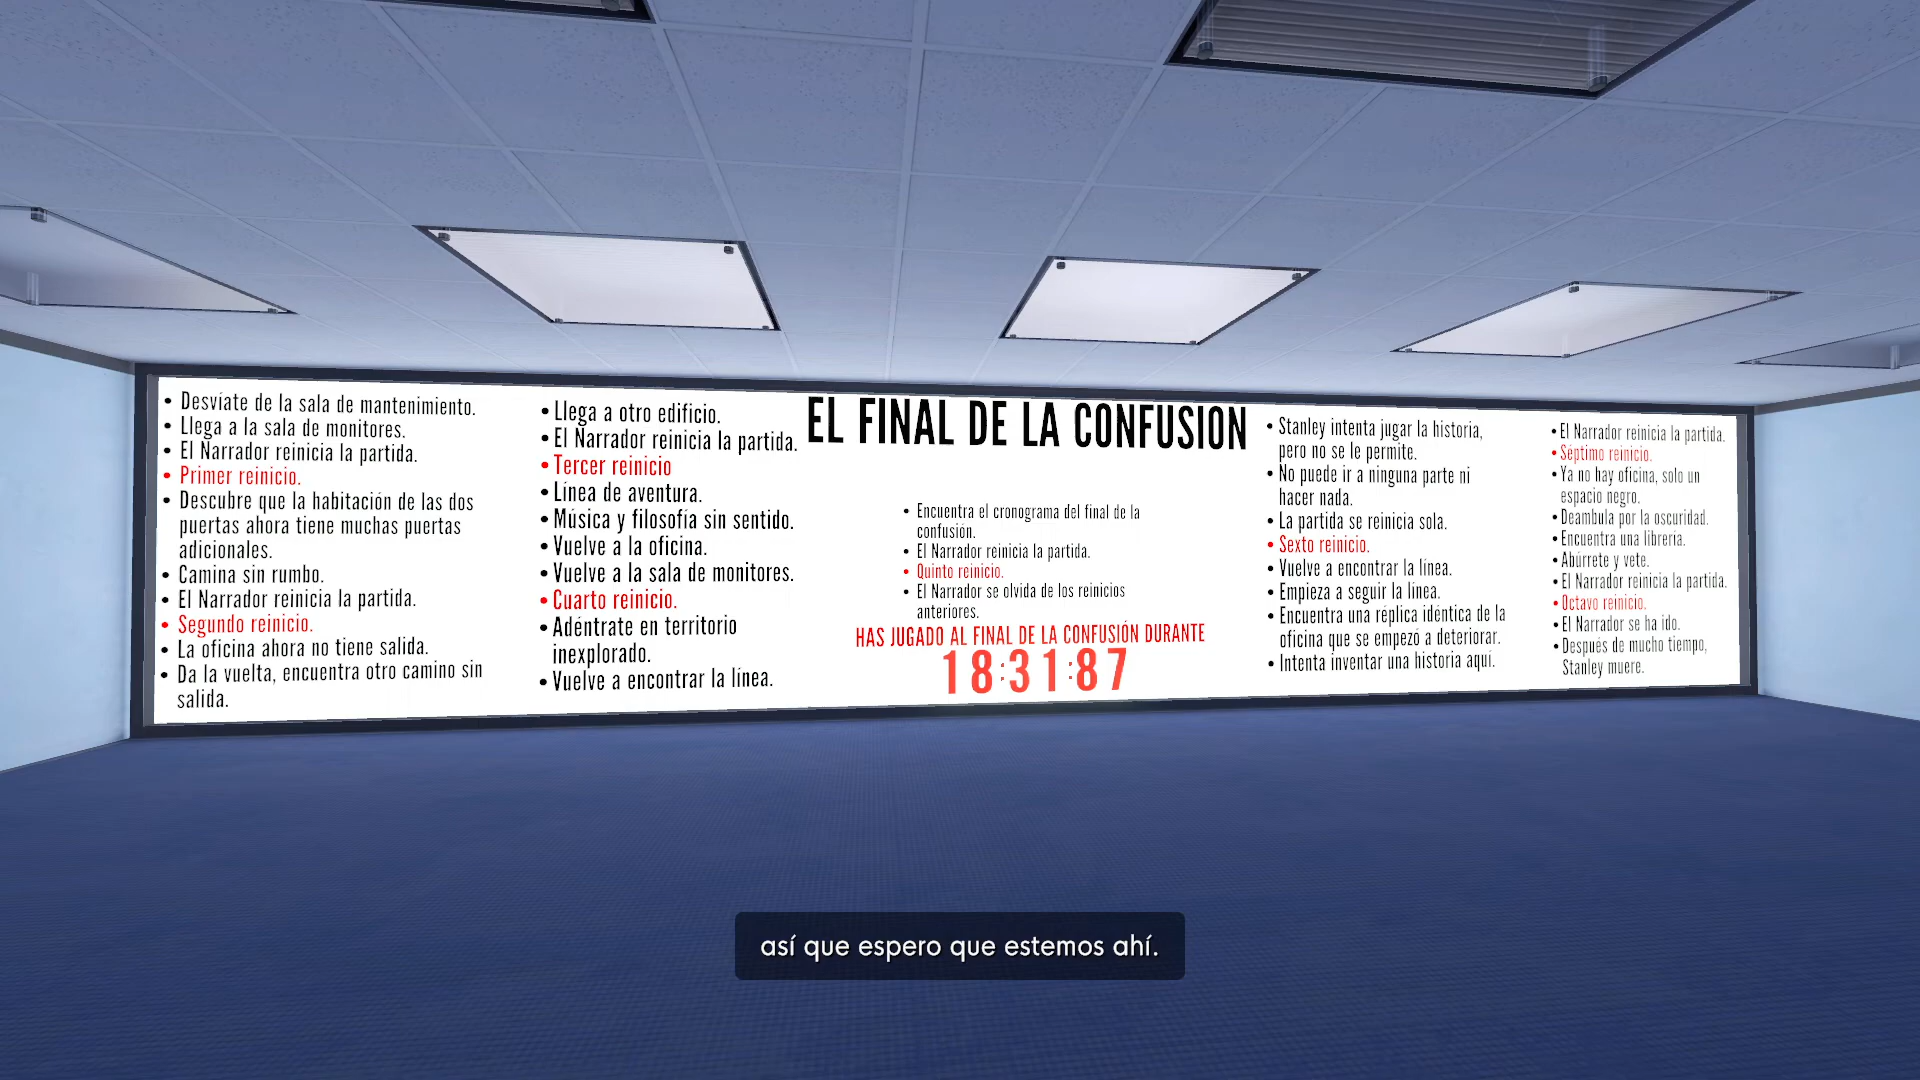 • Desvíate de la sala de mantenimiento.
• Llega a la sala de monitores.
• El Narrador reinicia la partida.
• Primer reinicio.
• Descubre que la habitación de las dos
puertas ahora tiene muchas puertas
adicionales.
• Camina sin rumbo.
• El Narrador reinicia la partida.
• Segundo reinicio.
• La oficina ahora no tiene salida.
• Da la vuelta, encuentra otro camino sin
salida.
• Llega a otro edificio.
• El Narrador reinicia la partida.
• Tercer reinicio
• Línea de aventura.
• Música y filosofía sin sentido.
• Vuelve a la oficina.
• Vuelve a la sala de monitores.
• Cuarto reinicio.
• Adéntrate en territorio
inexplorado.
• Vuelve a encontrar la línea.
EL FINAL DE LA CONFUSION
• Encuentra el cronograma del final de la
confusión.
• El Narrador reinicia la partida.
• Quinto reinicio.
• El Narrador se olvida de los reinicios
anteriores.
HAS JUGADO AL FINAL DE LA CONFUSIÓN DURANTE
18:31:87
• Stanley intenta jugar la historia,
pero no se le permite.
• No puede ir a ninguna parte ni
hacer nada.
• La partida se reinicia sola.
• Sexto reinicio.
• Vuelve a encontrar la línea.
• Empieza a seguir la línea.
• Encuentra una réplica idéntica de la
oficina que se empezó a deteriorar.
• Intenta inventar una historia aquí.
• El Narrador reinicia la partida.
• Séptimo reinicio.
• Ya no hay oficina, solo un
espacio negro.
• Deambula por la oscuridad.
• Encuentra una librería.
• Abúrrete y vete.
• El Narrador reinicia la partida.
• Octavo reinicio.
• El Narrador se ha ido.
• Después de mucho tiempo,
Stanley muere.
así que espero que estemos ahí.